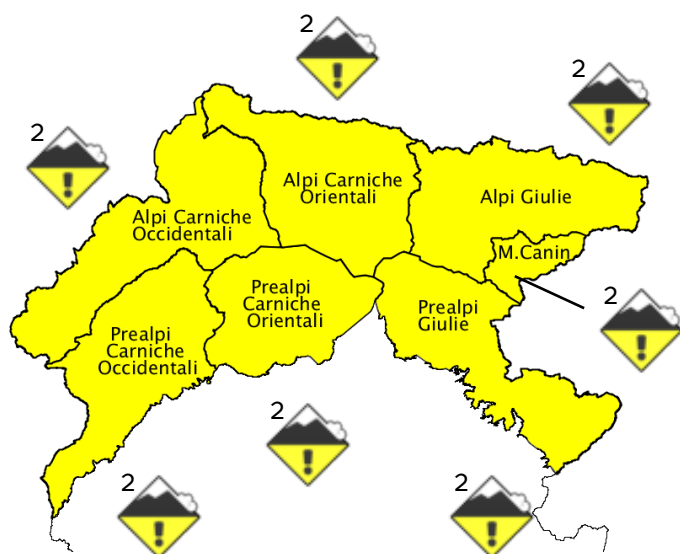 2
2
2
Alpi Carniche
Orientali
Alpi Giulie
Alpi Carniche
Occidentali
M.Canin
Prealpi
Carniche
Orientali
2
Prealpi
Giulie
Prealpi
Carniche
Occidentali
2
2
2